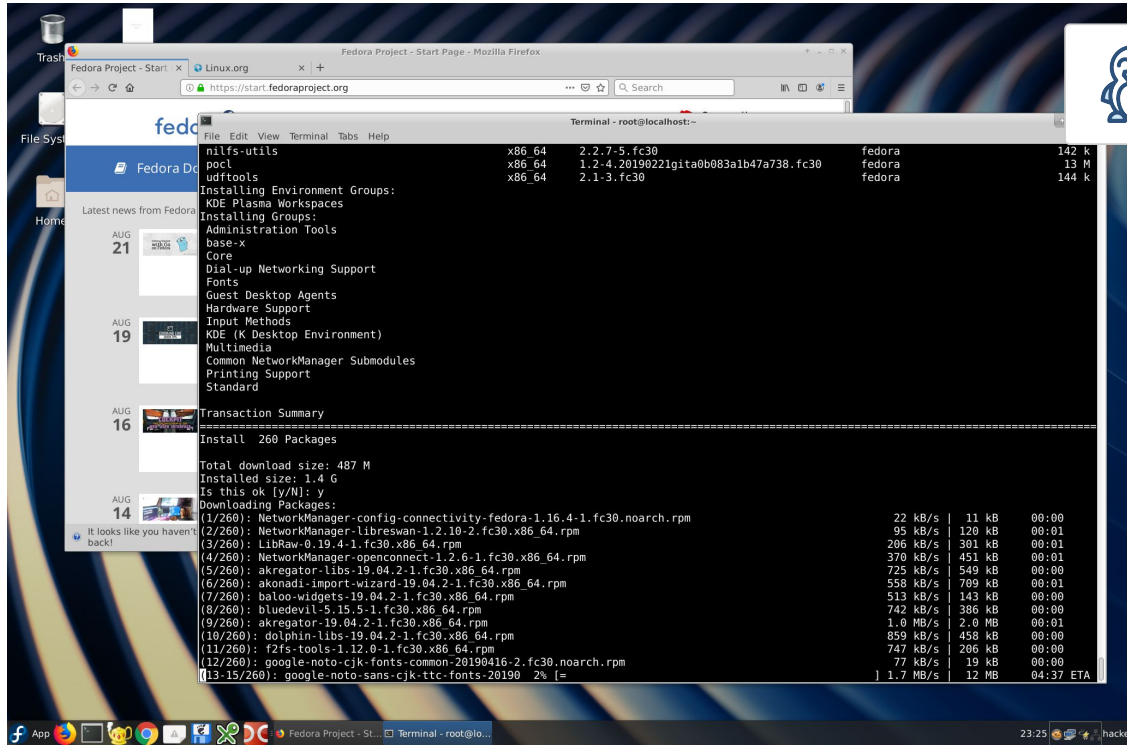 Trash
File Syst
Home
Fedora Project - Start Page - Mozilla Firefox
Fedora Project - Start
Linux.org
https://start.fedoraproject.org
Search
fedo
Fedora Do
Latest news from Fedora
AUG
21
AUG
19
AUG
16
AUG
14
It looks like you haven't
back!
Terminal - root@localhost:~
File Edit View Terminal Tabs Help
nilfs-utils x86_64 2.2.7-5.fc30 fedora 142 k
pocl x86_64 1.2-4.20190221gita0b083a1b47a738.fc30 fedora 13 M
udftools x86_64 2.1-3.fc30 fedora 144 k
Installing Environment Groups:
KDE Plasma Workspaces
Installing Groups:
Administration Tools
base-x
Core
Dial-up Networking Support
Fonts
Guest Desktop Agents
Hardware Support
Input Methods
KDE (K Desktop Environment)
Multimedia
Common NetworkManager Submodules
Printing Support
Standard
Transaction Summary
Install 260 Packages
Total download size: 487 M
Installed size: 1.4 G
Is this ok [y/N]: y
Downloading Packages:
(1/260): NetworkManager-config-connectivity-fedora-1.16.4-1.fc30.noarch.rpm 22 kB/s | 11 kB 00:00
(2/260): NetworkManager-libreswan-1.2.10-2.fc30.x86_64.rpm 95 kB/s | 120 kB 00:01
(3/260): LibRaw-0.19.4-1.fc30.x86_64.rpm 206 kB/s | 301 kB 00:01
(4/260): NetworkManager-openconnect-1.2.6-1.fc30.x86_64.rpm 370 kB/s | 451 kB 00:01
(5/260): akregator-libs-19.04.2-1.fc30.x86_64.rpm 725 kB/s | 549 kB 00:00
(6/260): akonadi-import-wizard-19.04.2-1.fc30.x86_64.rpm 558 kB/s | 709 kB 00:01
(7/260): baloo-widgets-19.04.2-1.fc30.x86_64.rpm 513 kB/s | 143 kB 00:00
(8/260): bluedevil-5.15.5-1.fc30.x86_64.rpm 742 kB/s | 386 kB 00:00
(9/260): akregator-19.04.2-1.fc30.x86_64.rpm 1.0 MB/s | 2.0 MB 00:01
(10/260): dolphin-libs-19.04.2-1.fc30.x86_64.rpm 859 kB/s | 458 kB 00:00
(11/260): f2fs-tools-1.12.0-1.fc30.x86_64.rpm 747 kB/s | 206 kB 00:00
(12/260): google-noto-cjk-fonts-common-20190416-2.fc30.noarch.rpm 77 kB/s | 19 kB 00:00
(13-15/260): google-noto-sans-cjk-ttc-fonts-20190 2% [= ] 1.7 MB/s | 12 MB 04:37 ETA
App
Fedora Project - St...
Terminal - root@lo...
23:25
hacke